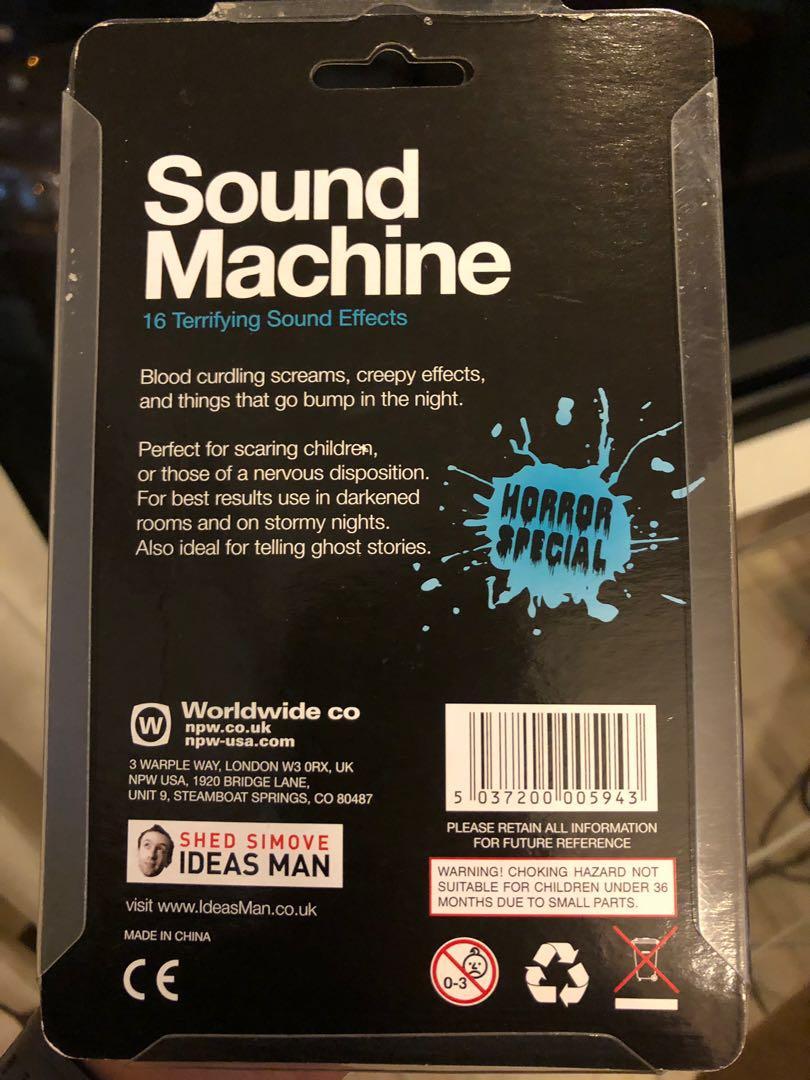 Sound
Machine
16 Terrifying Sound Effects
Blood curdling screams, creepy effects,
and things that go bump in the night.
Perfect for scaring children,
or those of a nervous disposition.
For best results use in darkened
rooms and on stormy nights.
Also ideal for telling ghost stories.
HORROR
SPECIAL
W
Worldwide co
npw.co.uk
npw-usa.com
3 WARPLE WAY, LONDON W3 0RX, UK
NPW USA, 1920 BRIDGE LANE,
UNIT 9, STEAMBOAT SPRINGS, CO 80487
SHED SIMOVE
IDEAS MAN
visit www.IdeasMan.co.uk
MADE IN CHINA
CE
5 037200 005943
PLEASE RETAIN ALL INFORMATION
FOR FUTURE REFERENCE
WARNING! CHOKING HAZARD NOT
SUITABLE FOR CHILDREN UNDER 36
MONTHS DUE TO SMALL PARTS.
0-3